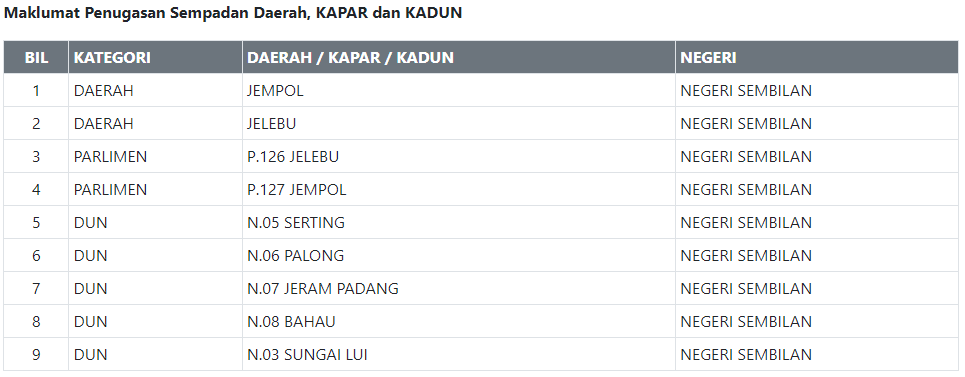 Maklumat Penugasan Sempadan Daerah, KAPAR dan KADUN
BIL KATEGORI DAERAH / KAPAR / KADUN NEGERI
1 DAERAH JEMPOL NEGERI SEMBILAN
2 DAERAH JELEBU NEGERI SEMBILAN
3 PARLIMEN P.126 JELEBU NEGERI SEMBILAN
4 PARLIMEN P.127 JEMPOL NEGERI SEMBILAN
5 DUN N.05 SERTING NEGERI SEMBILAN
6 DUN N.06 PALONG NEGERI SEMBILAN
7 DUN N.07 JERAM PADANG NEGERI SEMBILAN
8 DUN N.08 BAHAU NEGERI SEMBILAN
9 DUN N.03 SUNGAI LUI NEGERI SEMBILAN